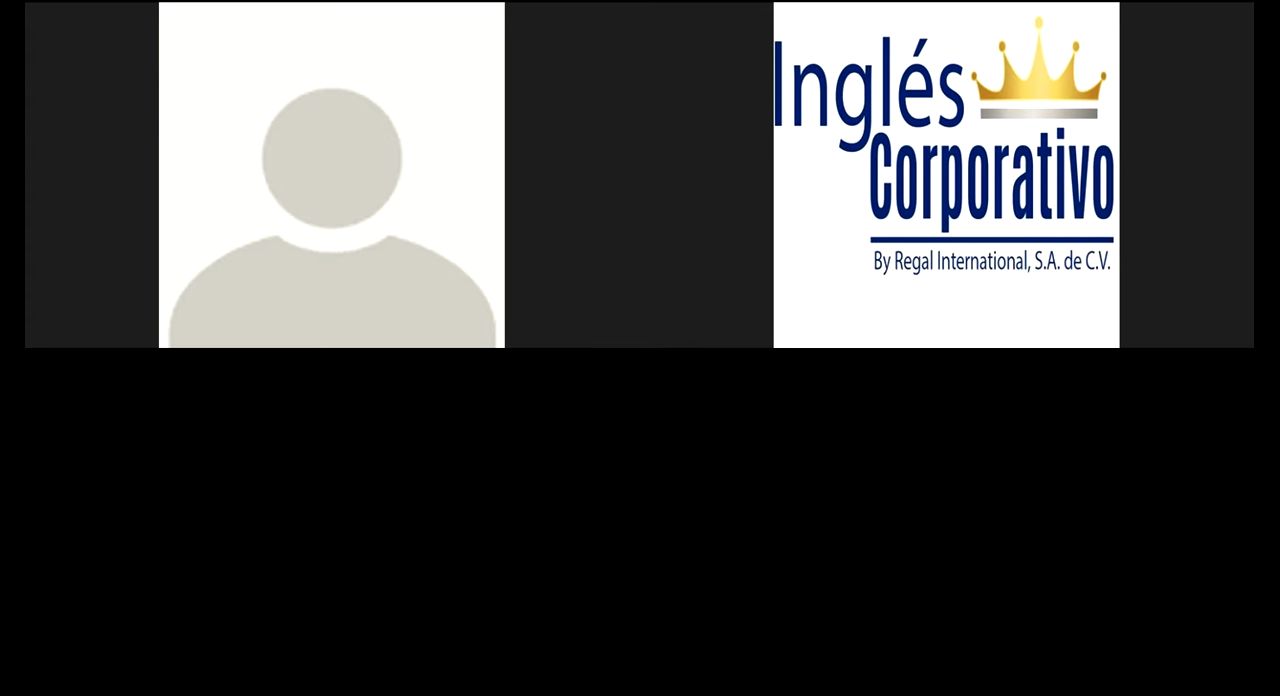 Inglés
Corporativo
By Regal International, S.A. de C.V.